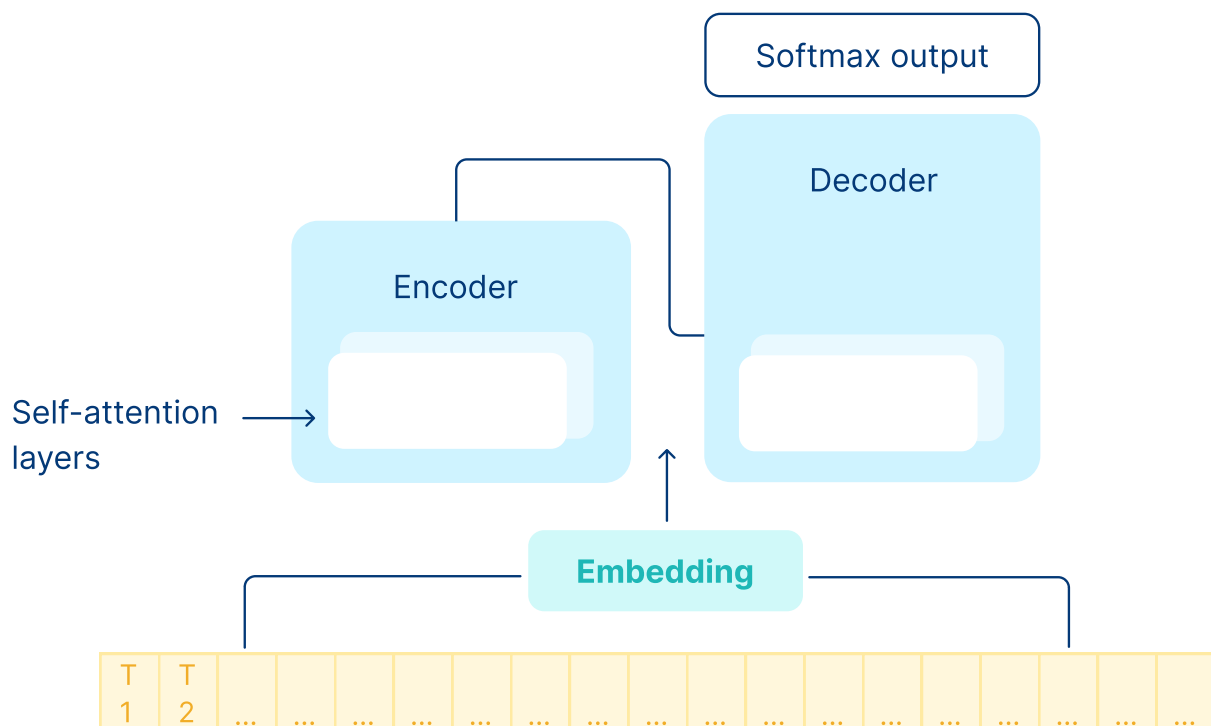 Softmax output
Decoder
Encoder
Self-attention
layers
Embedding
T T
1 2 ... ... ... ... ... ... ... ... ... ... ... ... ... ... ... ... ...